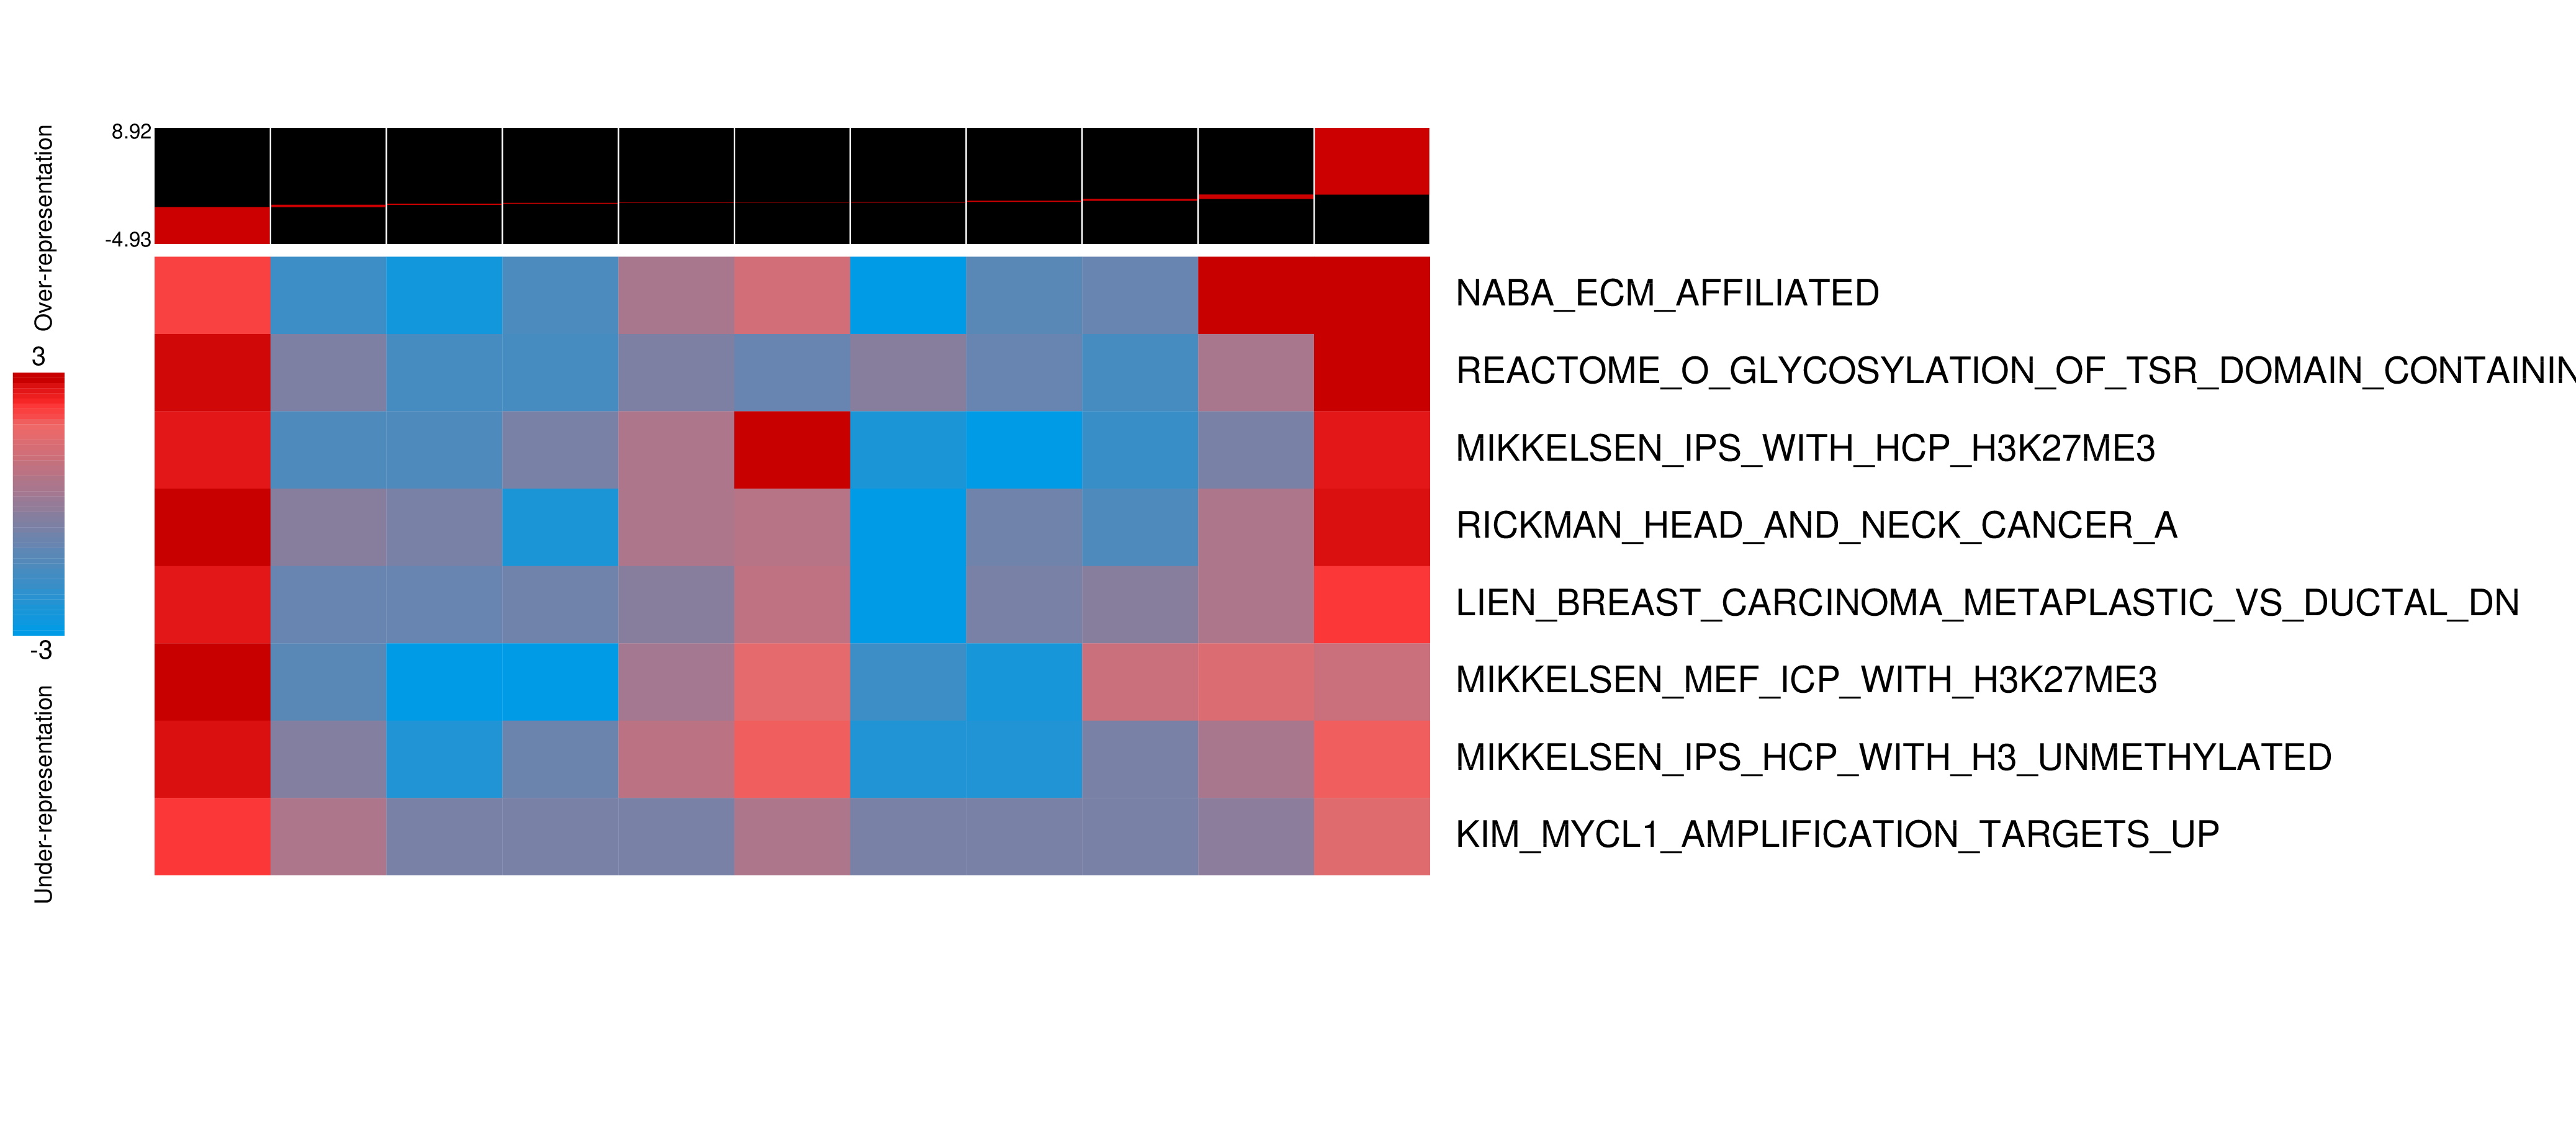 Over-representation
3
-3
Under-representation
8.92
-4.93
NABA_ECM_AFFILIATED
REACTOME_O_GLYCOSYLATION_OF_TSR_DOMAIN_CONTAININ
MIKKELSEN_IPS_WITH_HCP_H3K27ME3
RICKMAN_HEAD_AND_NECK_CANCER_A
LIEN_BREAST_CARCINOMA_METAPLASTIC_VS_DUCTAL_DN
MIKKELSEN_MEF_ICP_WITH_H3K27ME3
MIKKELSEN_IPS_HCP_WITH_H3_UNMETHYLATED
KIM_MYCL1_AMPLIFICATION_TARGETS_UP